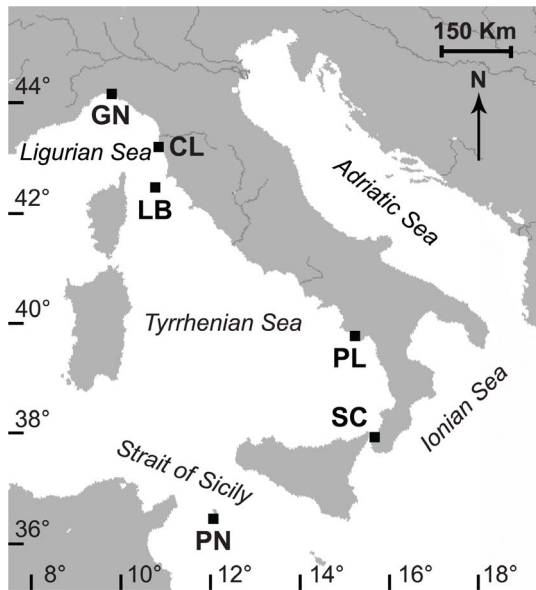 150 Km
N
44°
GN
Ligurian Sea
CL
Adriatic Sea
42°
LB
40°
Tyrrhenian Sea
PL
Ionian Sea
SC
38°
Strait of Sicily
36°
PN
8°
10°
12°
14°
16°
18°